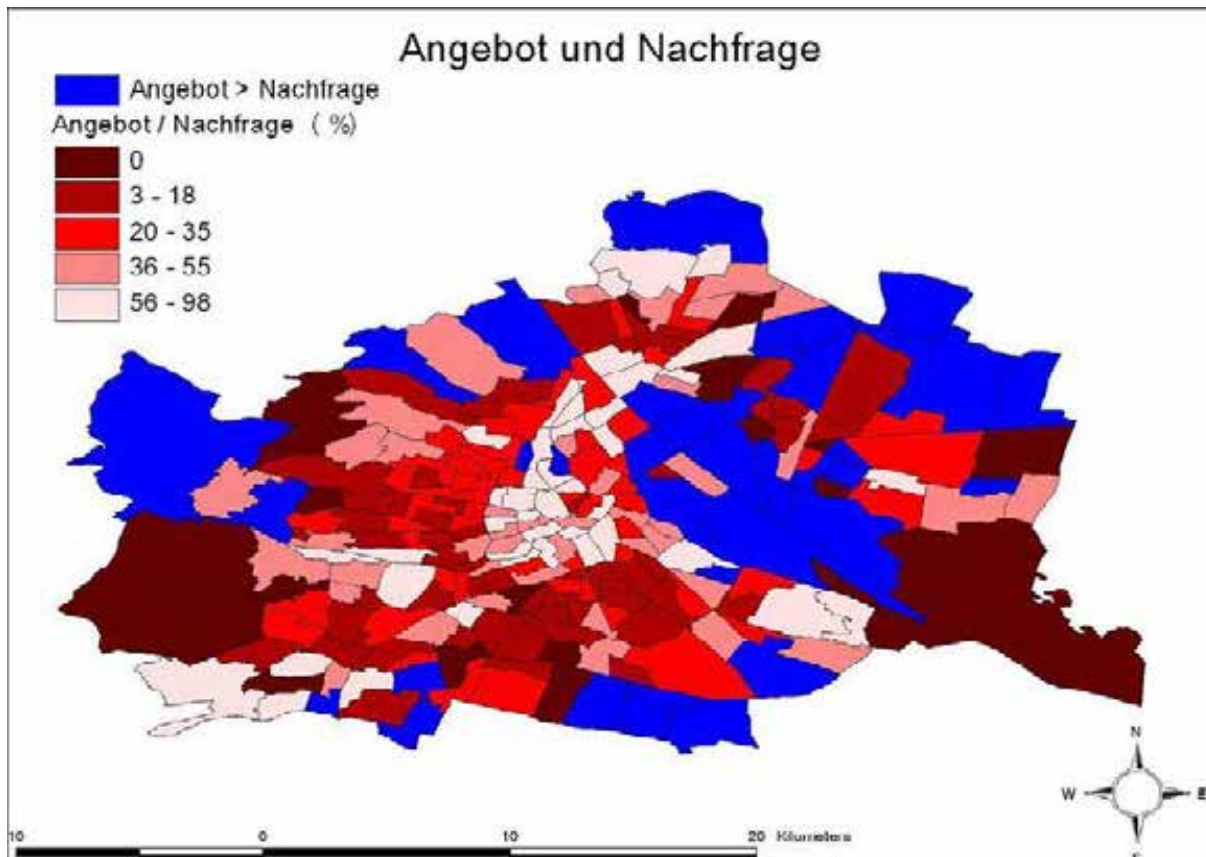 Angebot und Nachfrage
Angebot > Nachfrage
Angebot / Nachfrage ( %)
0
3 - 18
20 - 35
36 - 55
56 - 98
N
W
E
S
10 0 10 20 Kilometers